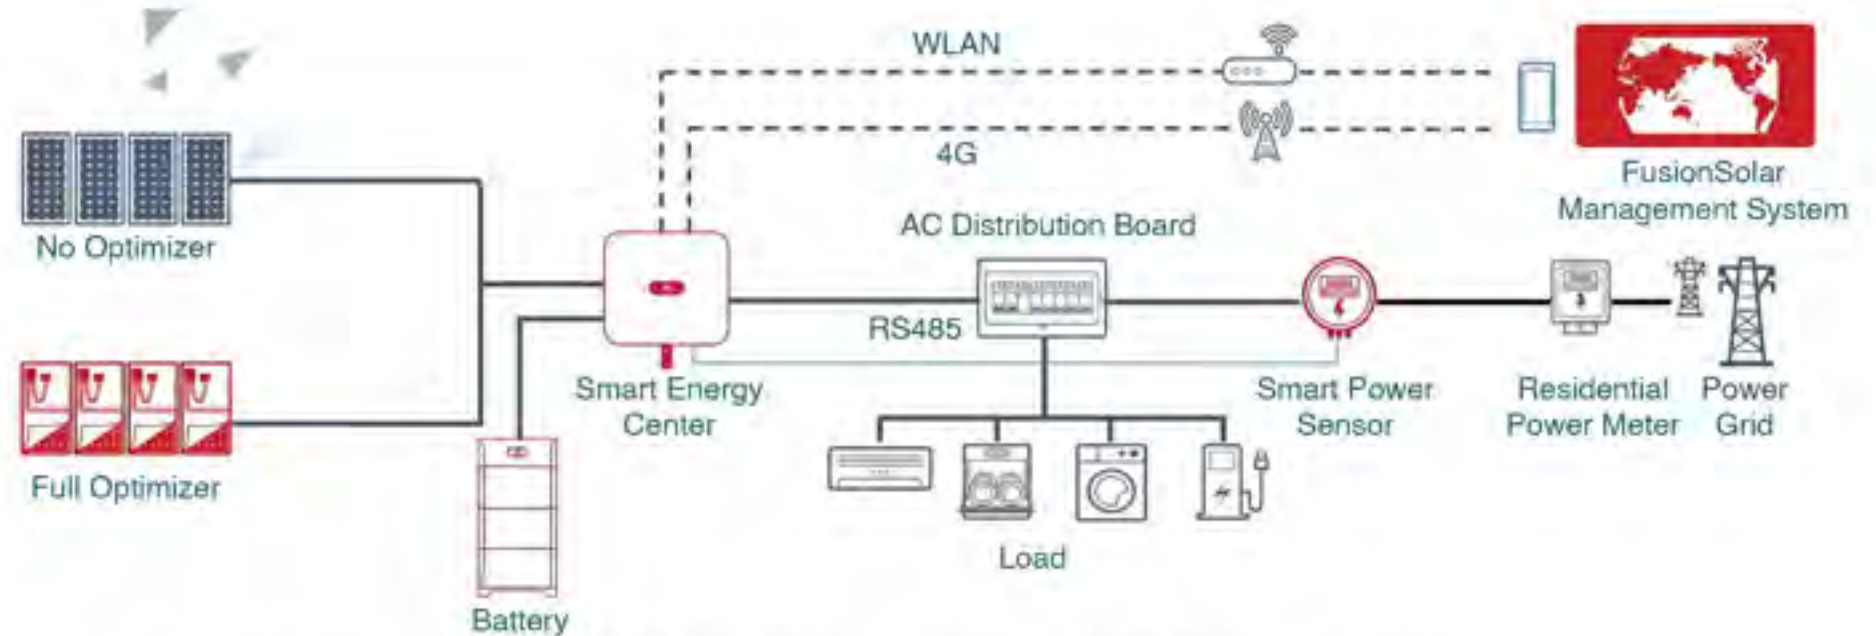 WLAN
4G
FusionSolar
Management System
No Optimizer
AC Distribution Board
RS485
Smart Energy
Center
Smart Power
Sensor
Residential
Power Meter
Power
Grid
Full Optimizer
Load
Battery